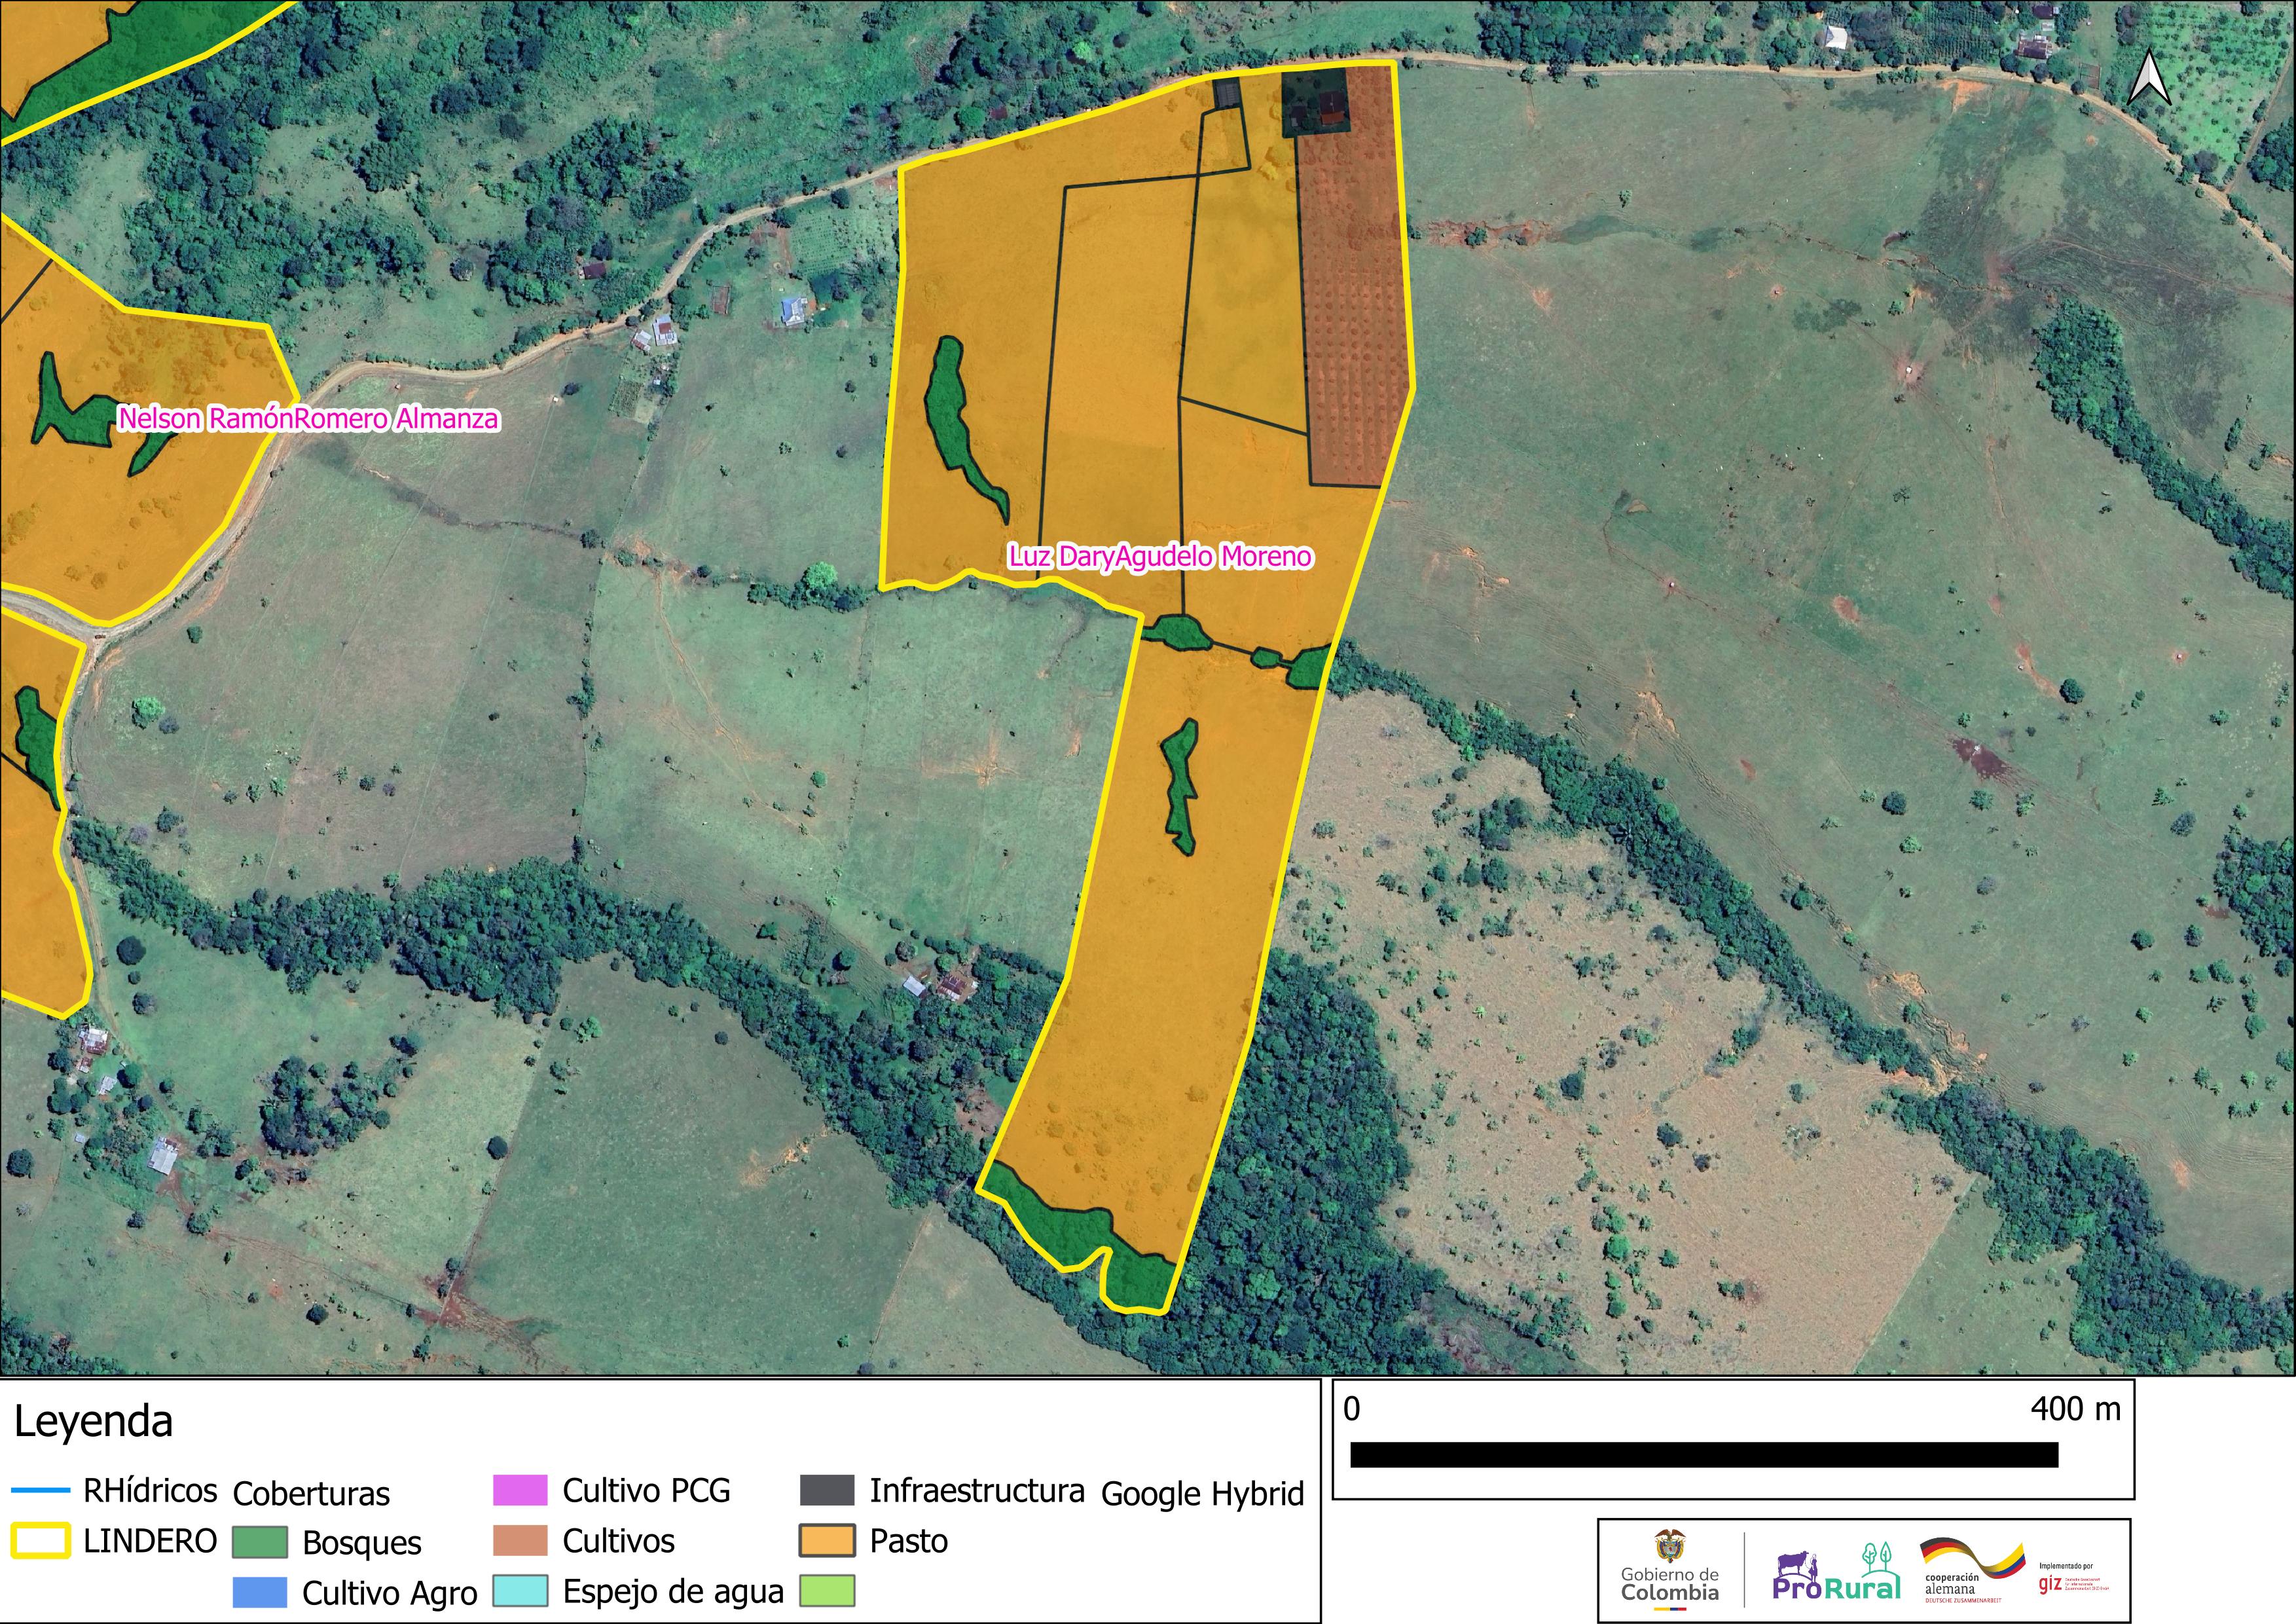 Nelson RamónRomero Almanza
Luz DaryAgudelo Moreno
Leyenda
RHídricos
LINDERO
Coberturas
Bosques
Cultivo Agro
Cultivo PCG
Cultivos
Espejo de agua
Infraestructura
Pasto
Google Hybrid
0 400 m
Gobierno de
Colombia
ProRural
cooperación
alemana
DEUTSCHE ZUSAMMENARBEIT
Implementado por
giz